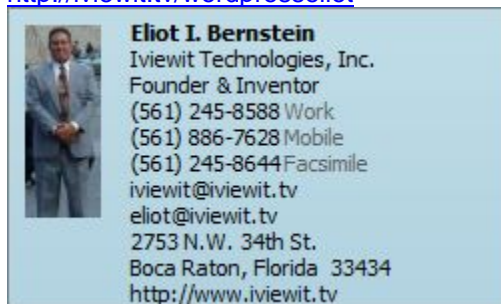 Eliot I. Bernstein
Iviewit Technologies, Inc.
Founder & Inventor
(561) 245-8588 Work
(561) 886-7628 Mobile
(561) 245-8644 Facsimile
iviewit@iviewit.tv
eliot@iviewit.tv
2753 N.W. 34th St.
Boca Raton, Florida 33434
http://www.iviewit.tv